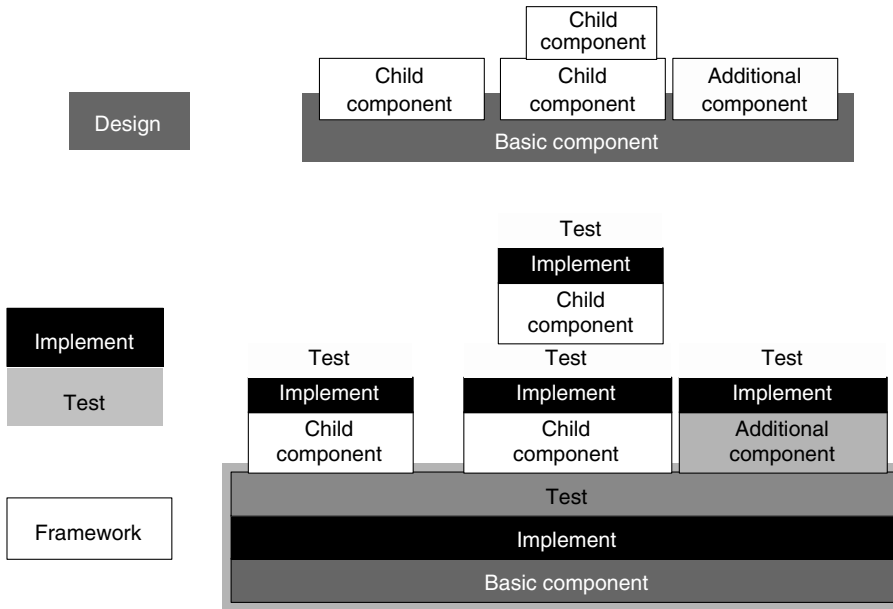 Child
component
Child
component
Child
component
Additional
component
Design
Basic component
Test
Implement
Child
component
Implement
Test
Test
Implement
Child
component
Test
Implement
Child
component
Test
Implement
Additional
component
Framework
Test
Implement
Basic component